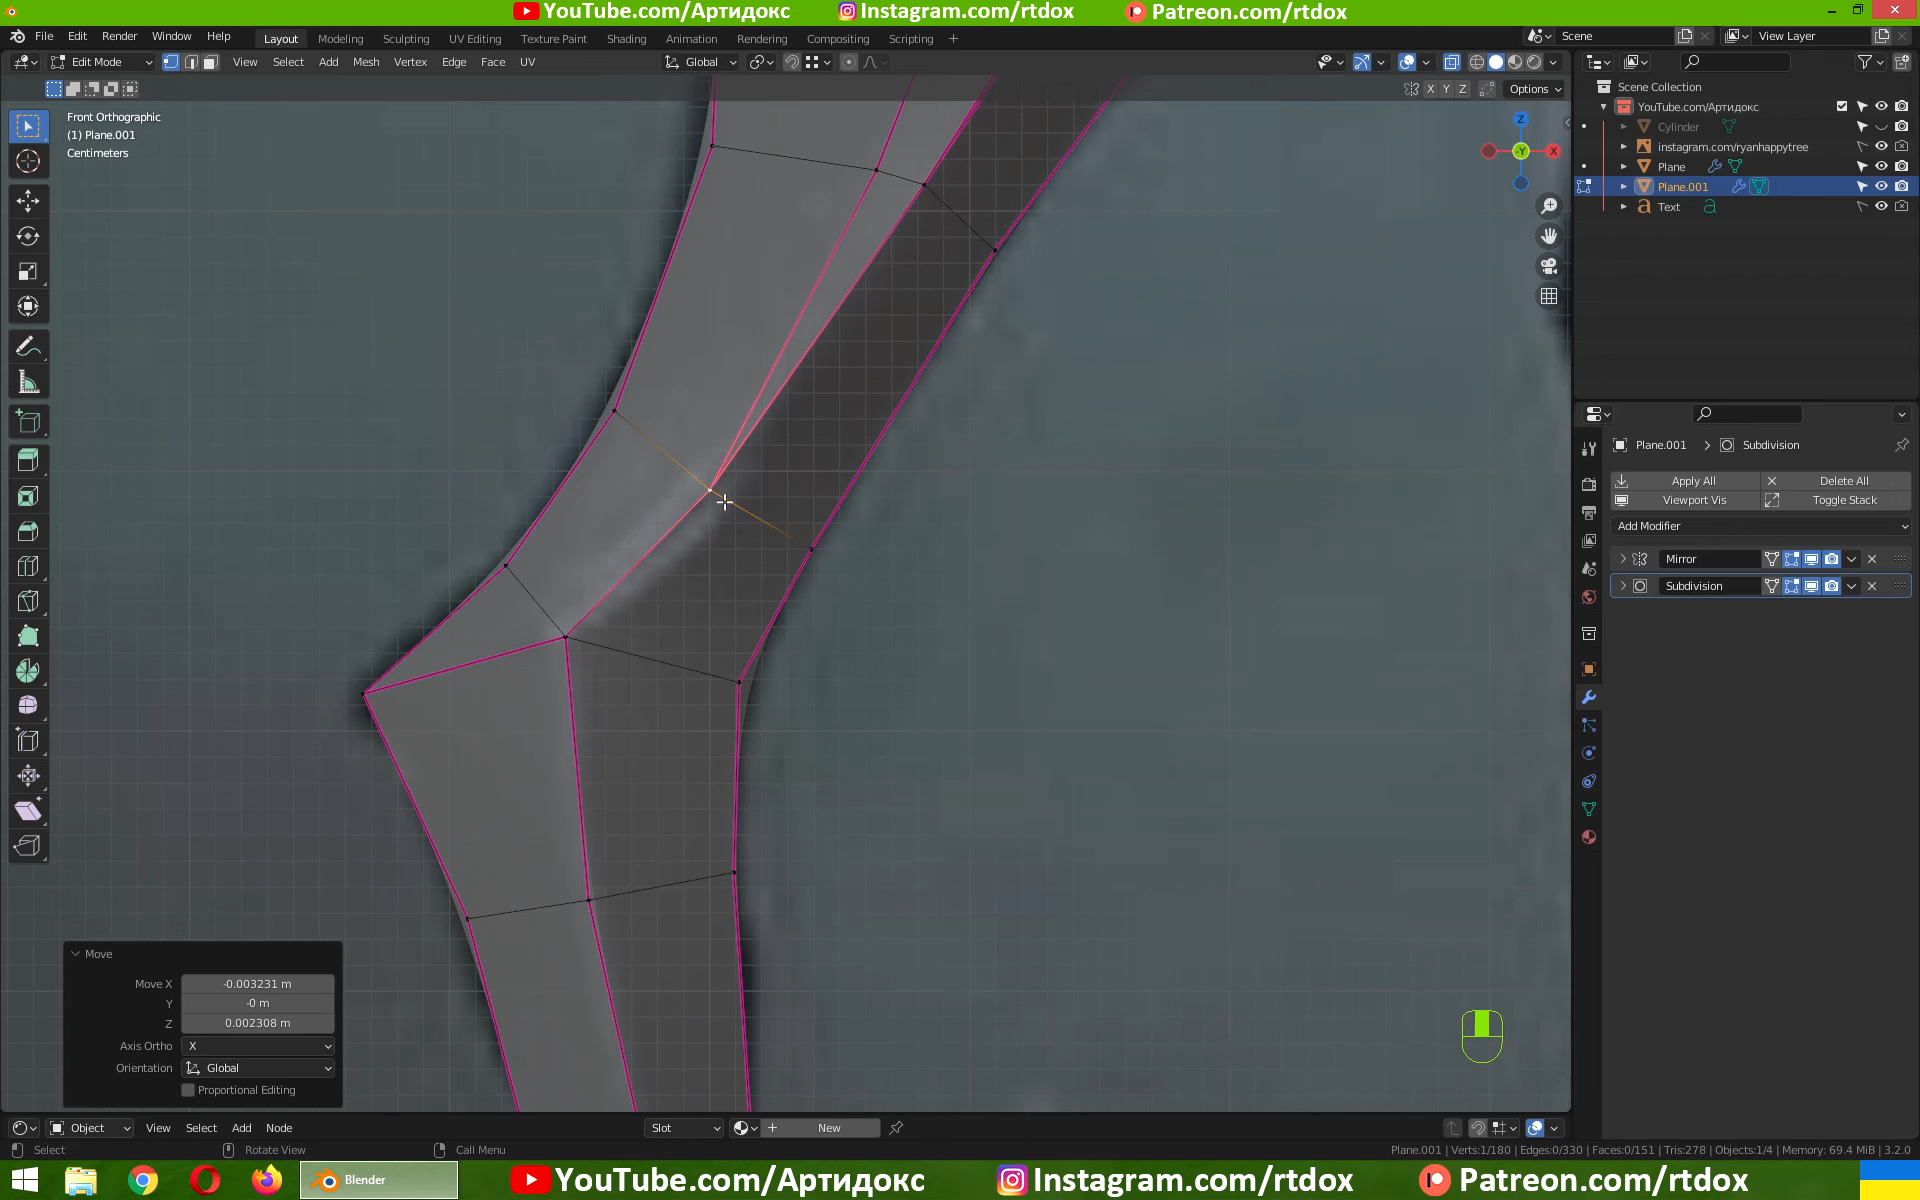 YouTube.com/Артидокс Instagram.com/rtdox Patreon.com/rtdox
File Edit Render Window Help Layout Modeling Sculpting UV Editing Texture Paint Shading Animation Rendering Compositing Scripting + Scene View Layer
Edit Mode View Select Add Mesh Vertex Edge Face UV Global
X Y Z Options
Front Orthographic
(1) Plane.001
Centimeters
Z
-Y
X
Scene Collection
YouTube.com/Артидокс
Cylinder
instagram.com/ryanhappytree
Plane
Plane.001
Text
Plane.001 > Subdivision
Apply All Delete All
Viewport Vis Toggle Stack
Add Modifier
Mirror
Subdivision
Move
Move X -0.003231 m
Y -0 m
Z 0.002308 m
Axis Ortho X
Orientation Global
Proportional Editing
Object View Select Add Node Slot New
Select Rotate View Call Menu Plane.001 | Verts:1/180 | Edges:0/330 | Faces:0/151 | Tris:278 | Objects:1/4 | Memory: 69.4 MiB | 3.2.0
Blender YouTube.com/Артидокс Instagram.com/rtdox Patreon.com/rtdox